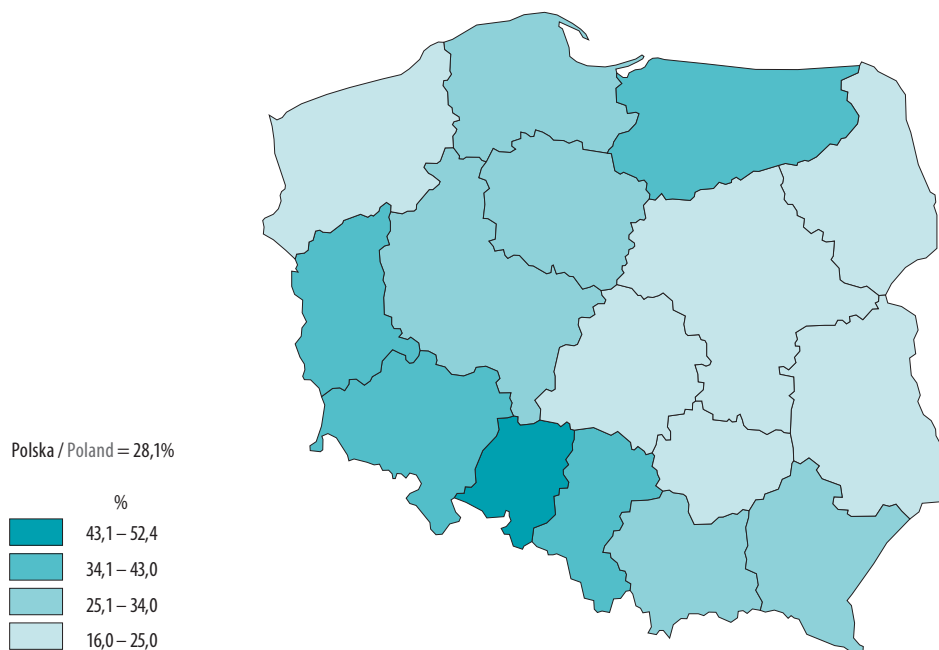 Polska / Poland = 28,1%
%
43,1 – 52,4
34,1 – 43,0
25,1 – 34,0
16,0 – 25,0